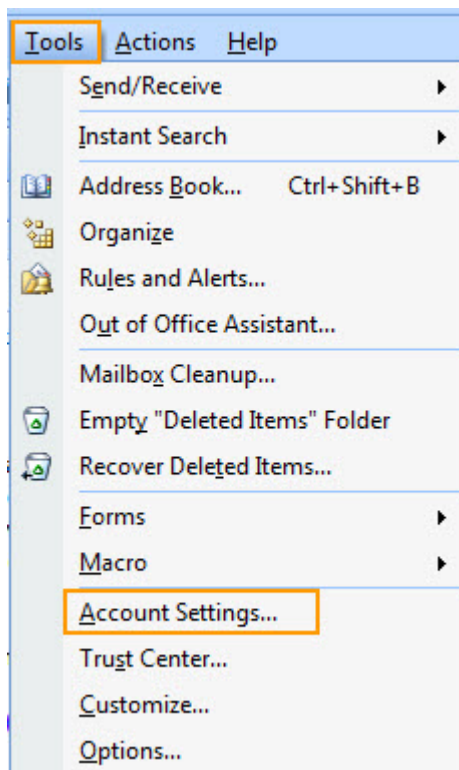 Tools Actions Help
Send/Receive
Instant Search
Address Book... Ctrl+Shift+B
Organize
Rules and Alerts...
Out of Office Assistant...
Mailbox Cleanup...
Empty "Deleted Items" Folder
Recover Deleted Items...
Forms
Macro
Account Settings...
Trust Center...
Customize...
Options...